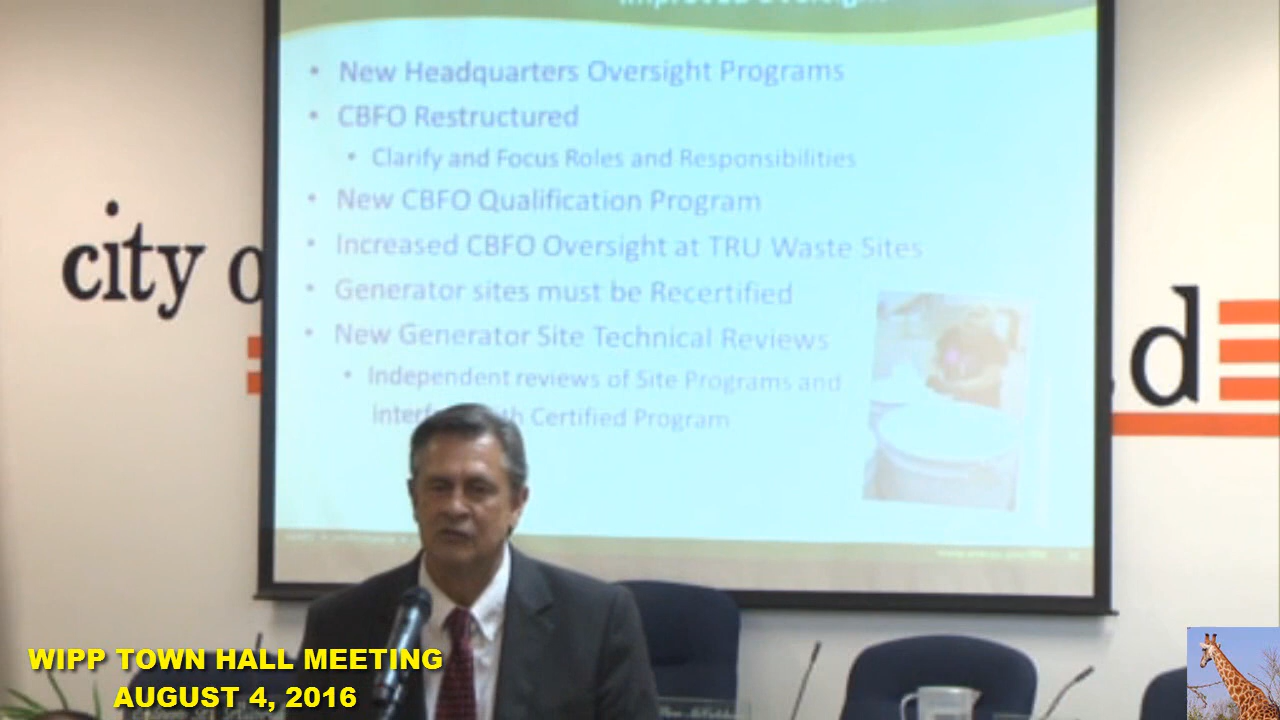 Improved Oversight
• New Headquarters Oversight Programs
• CBFO Restructured
• Clarify and Focus Roles and Responsibilities
• New CBFO Qualification Program
• Increased CBFO Oversight at TRU Waste Sites
• Generator sites must be Recertified
• New Generator Site Technical Reviews
• Independent reviews of Site Programs and
Certified Program
city o
d
WIPP TOWN HALL MEETING
AUGUST 4, 2016